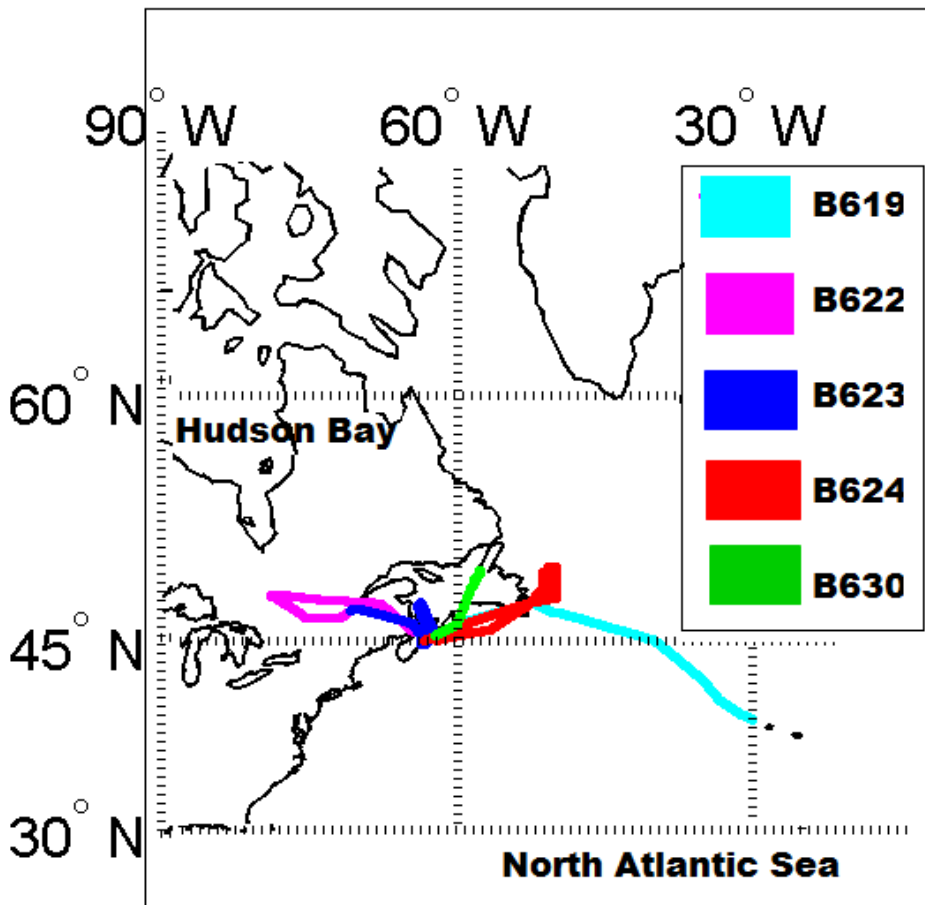 90° W 60° W 30° W
B619
B622
B623
60° N
Hudson Bay
B624
B630
45° N
30° N
North Atlantic Sea